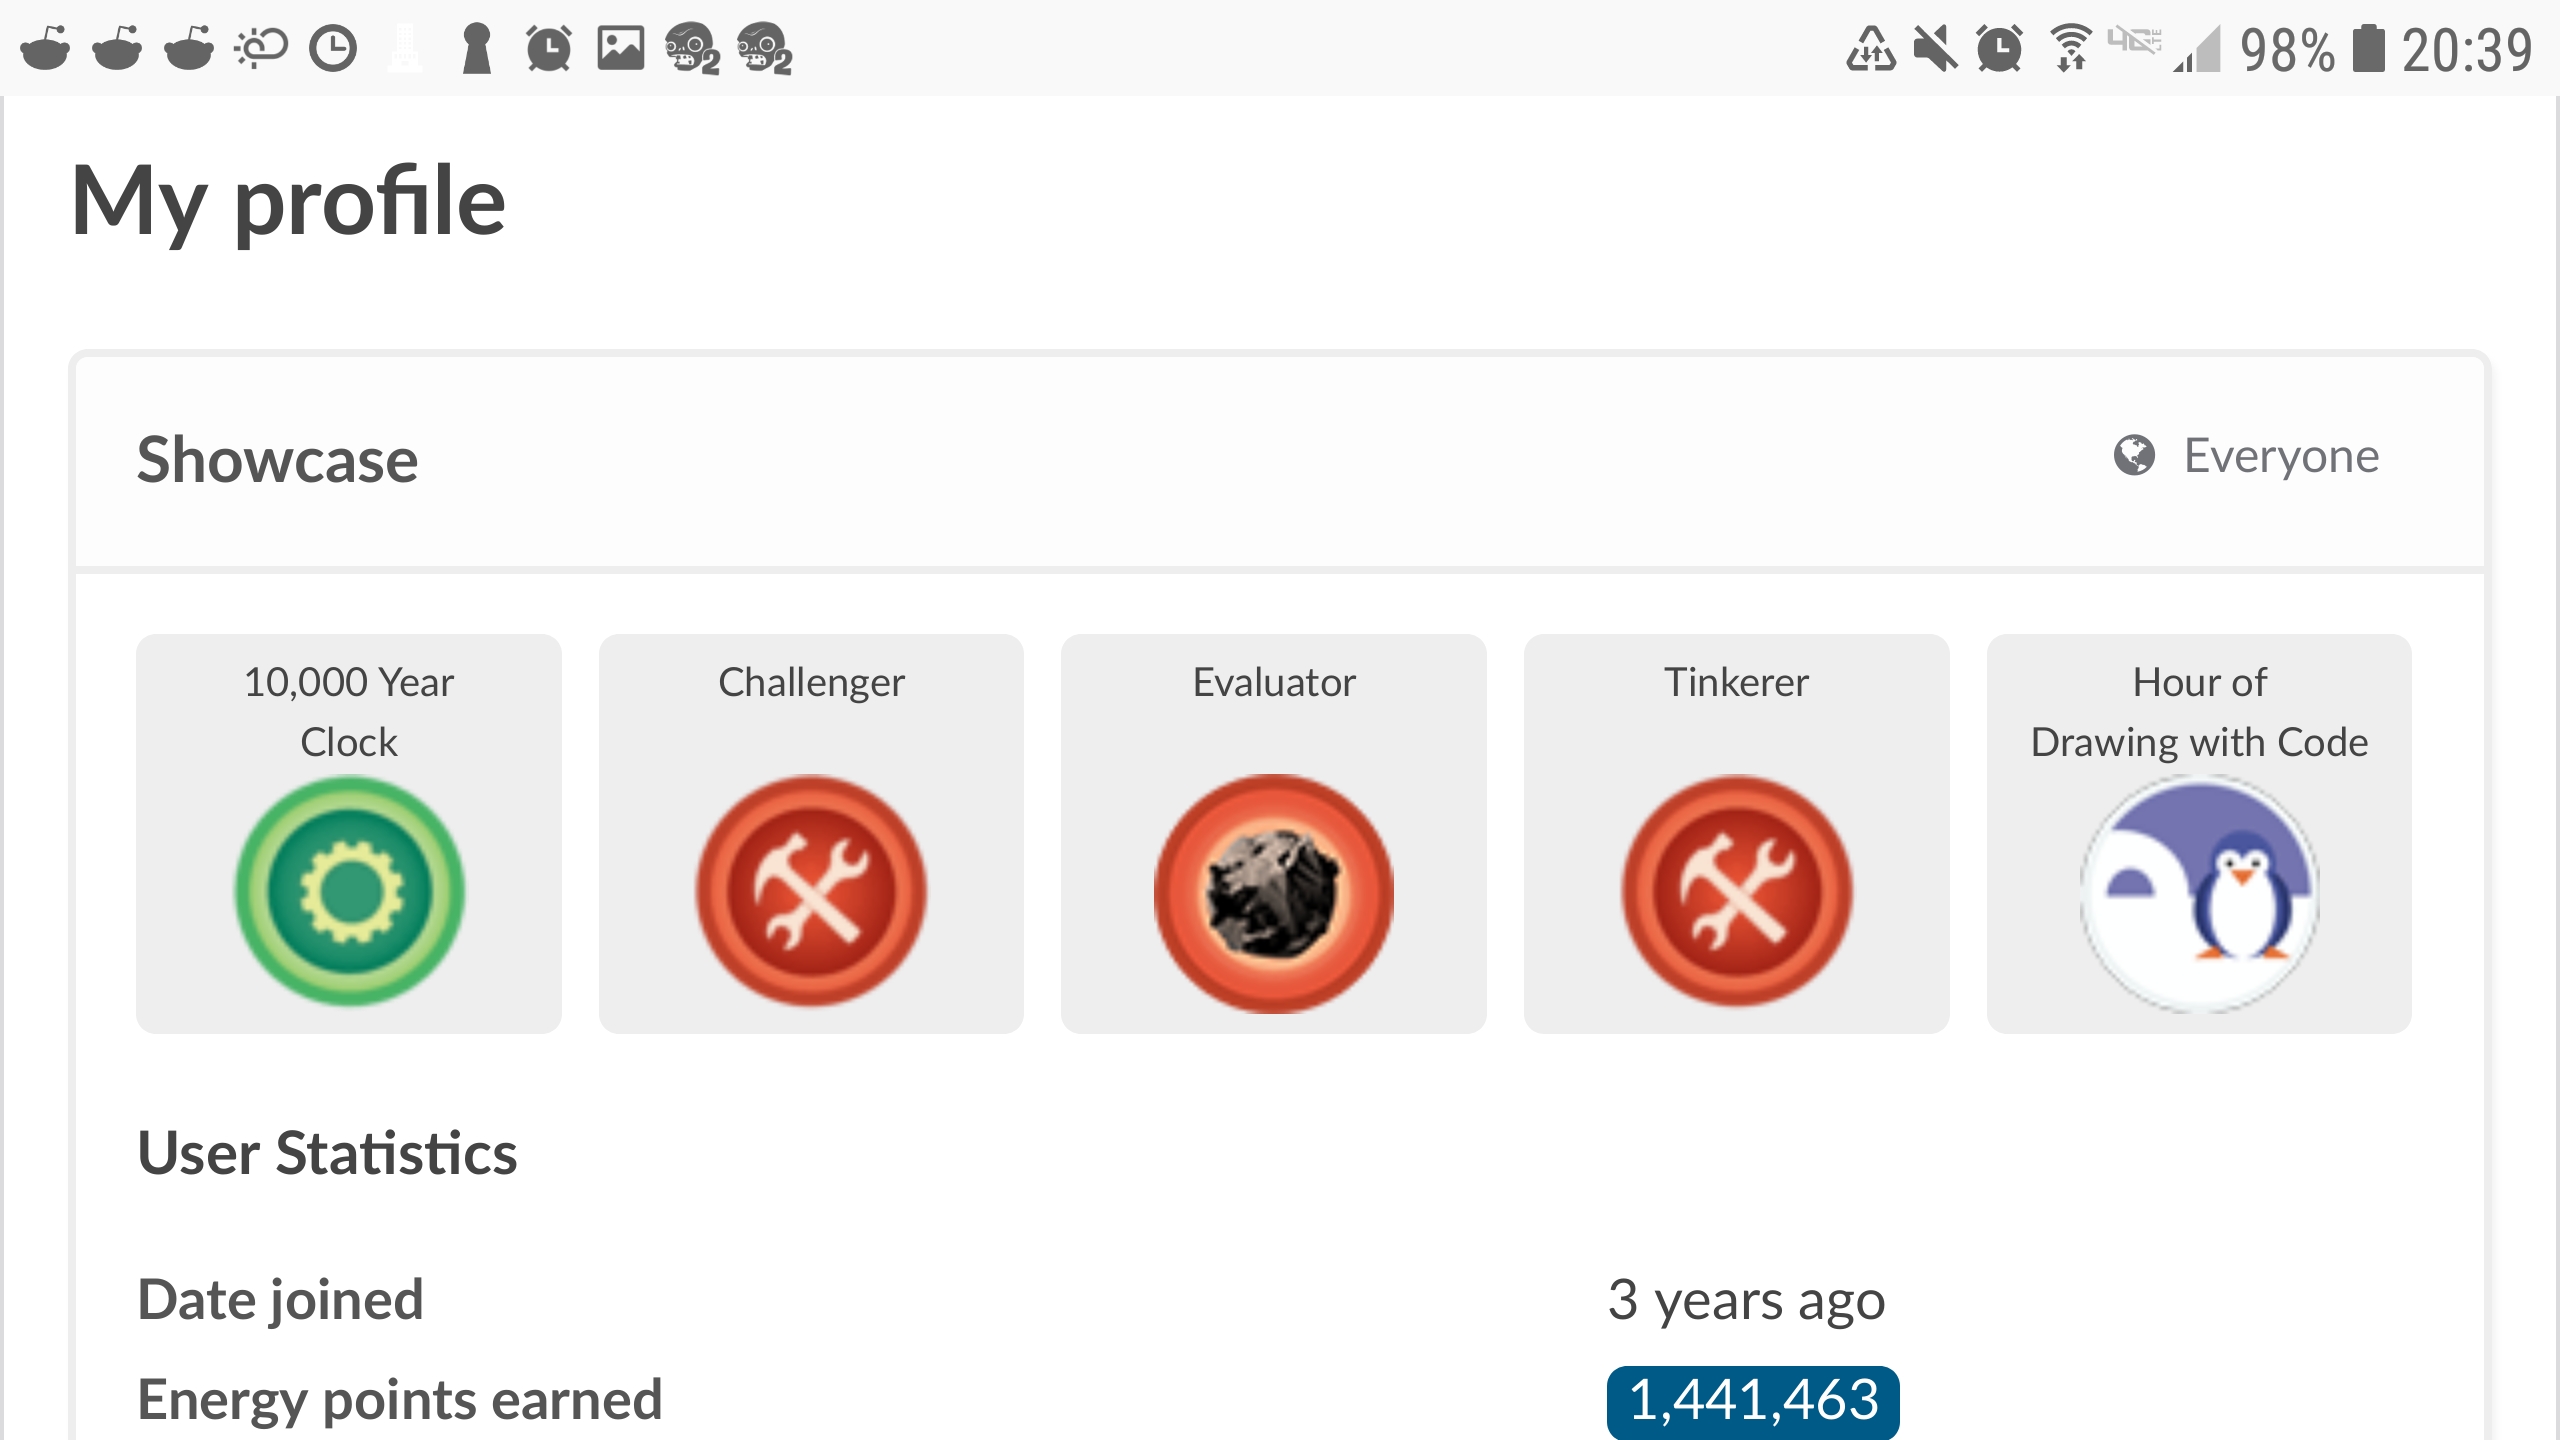 98% 20:39
My profile
Showcase
Everyone
10,000 Year
Clock
Challenger
Evaluator
Tinkerer
Hour of
Drawing with Code
User Statistics
Date joined
3 years ago
Energy points earned
1,441,463